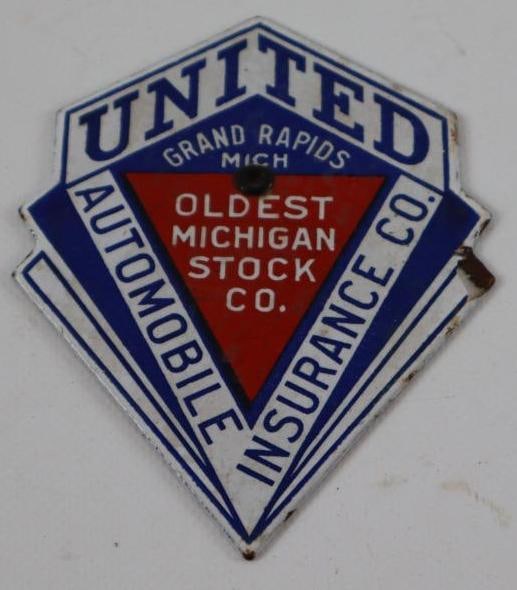 UNITED
GRAND RAPIDS
MICH
OLDEST
MICHIGAN
STOCK
CO.
AUTOMOBILE
INSURANCE CO.